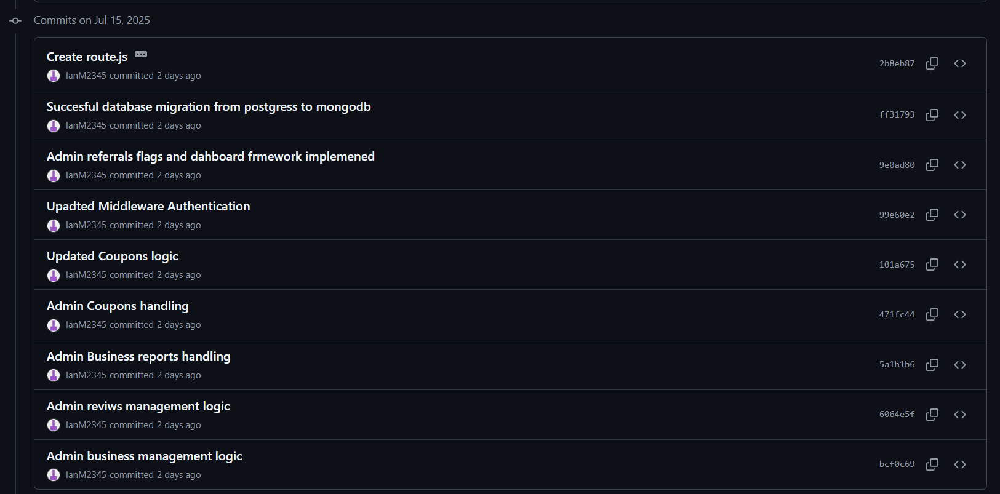 Commits on Jul 15, 2025
Create route.js
IanM2345 committed 2 days ago
2b8eb87
Succesful database migration from postgress to mongodb
IanM2345 committed 2 days ago
ff31793
Admin referrals flags and dahboard frmework implemened
IanM2345 committed 2 days ago
9e0ad80
Upadted Middleware Authentication
IanM2345 committed 2 days ago
99e60e2
Updated Coupons logic
IanM2345 committed 2 days ago
101a675
Admin Coupons handling
IanM2345 committed 2 days ago
471fc44
Admin Business reports handling
IanM2345 committed 2 days ago
5a1b1b6
Admin reviws management logic
IanM2345 committed 2 days ago
6064e5f
Admin business management logic
IanM2345 committed 2 days ago
bcf0c69